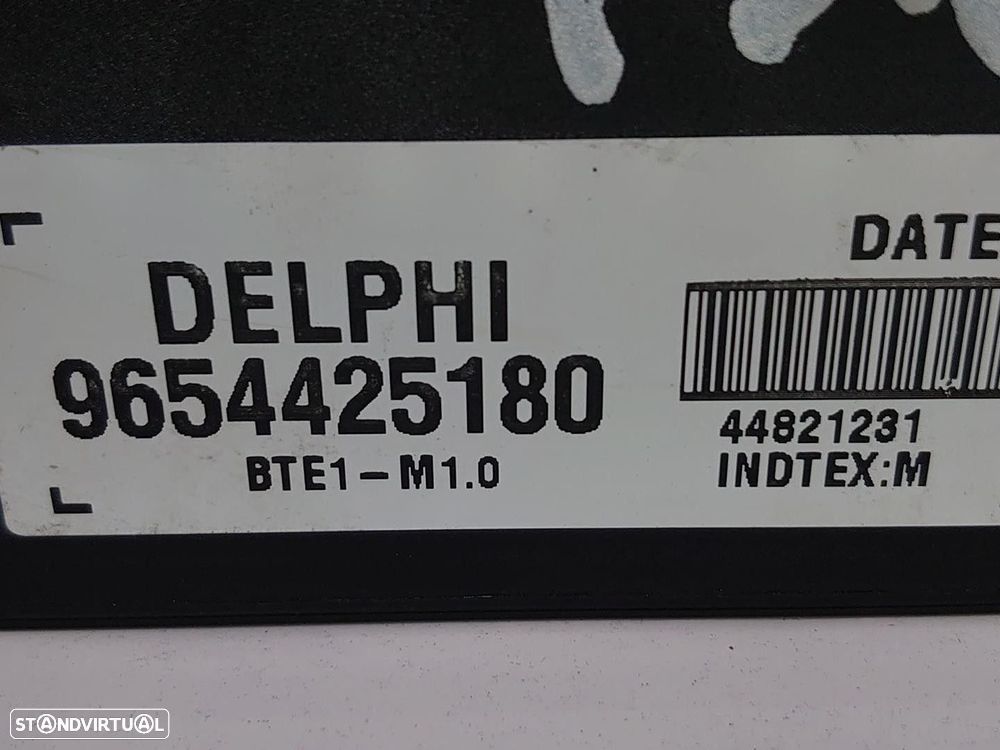 DELPHI
9654425180
BTE1-M1.0
DATE
44821231
INDTEX:M
STANDVIRTUAL